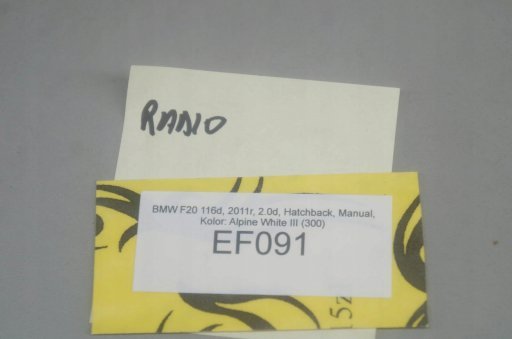 RADIO
BMW F20 116d, 2011r, 2.0d, Hatchback, Manual,
Kolor: Alpine White III (300)
EF091